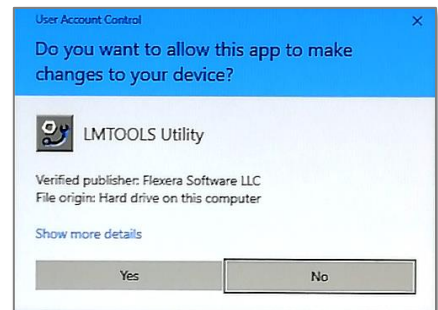 User Account Control
Do you want to allow this app to make
changes to your device?
LMTOOLS Utility
Verified publisher: Flexera Software LLC
File origin: Hard drive on this computer
Show more details
Yes
No